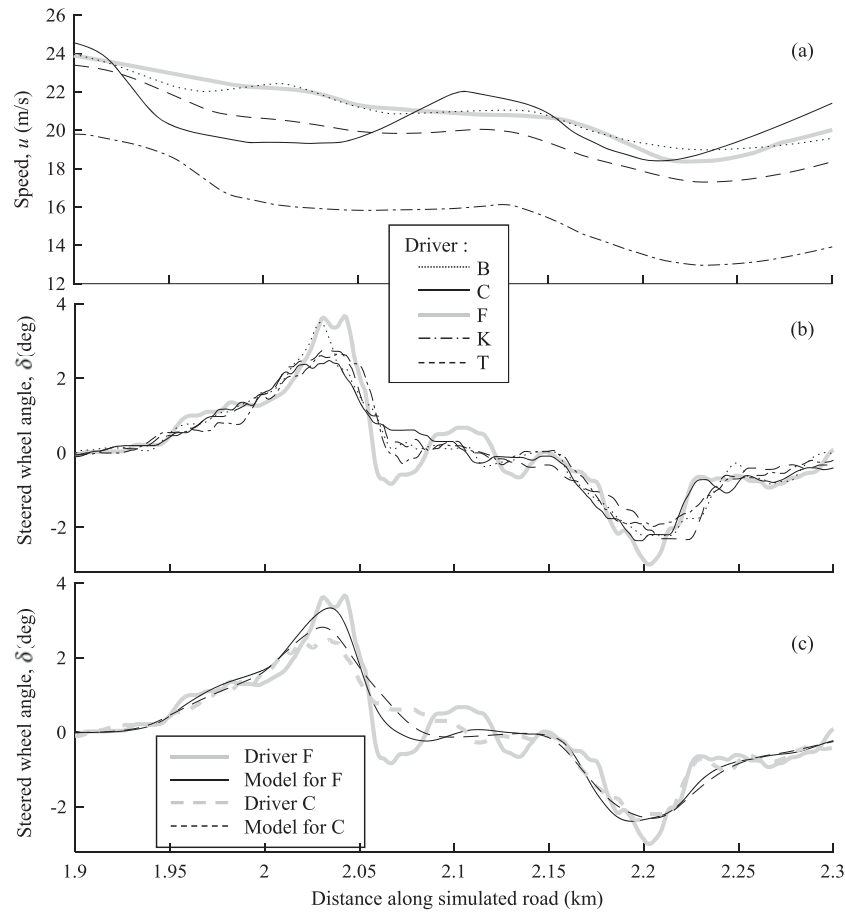 26
24
22
20
18
16
14
12
Speed, u (m/s)
(a)
Driver :
B
C
F
K
T
4
2
0
-2
Steered wheel angle, δ(deg)
(b)
4
2
0
-2
Steered wheel angle, δ(deg)
(c)
Driver F
Model for F
Driver C
Model for C
1.9 1.95 2 2.05 2.1 2.15 2.2 2.25 2.3
Distance along simulated road (km)